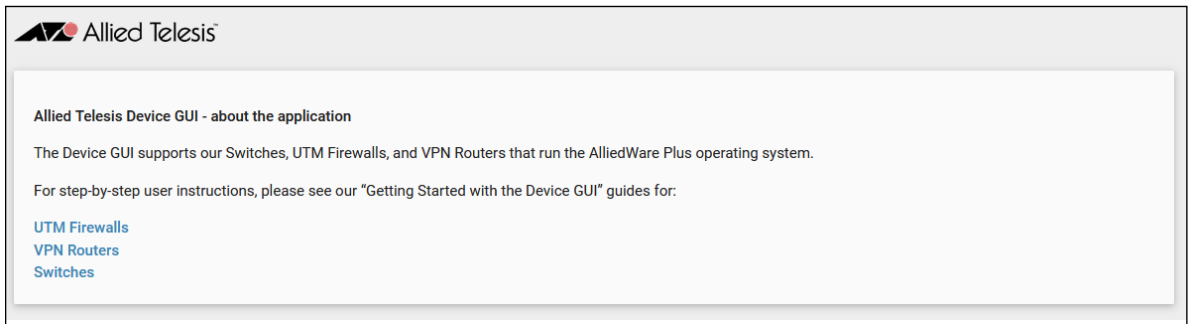 Allied Telesis™
Allied Telesis Device GUI - about the application
The Device GUI supports our Switches, UTM Firewalls, and VPN Routers that run the AlliedWare Plus operating system.
For step-by-step user instructions, please see our “Getting Started with the Device GUI” guides for:
UTM Firewalls
VPN Routers
Switches